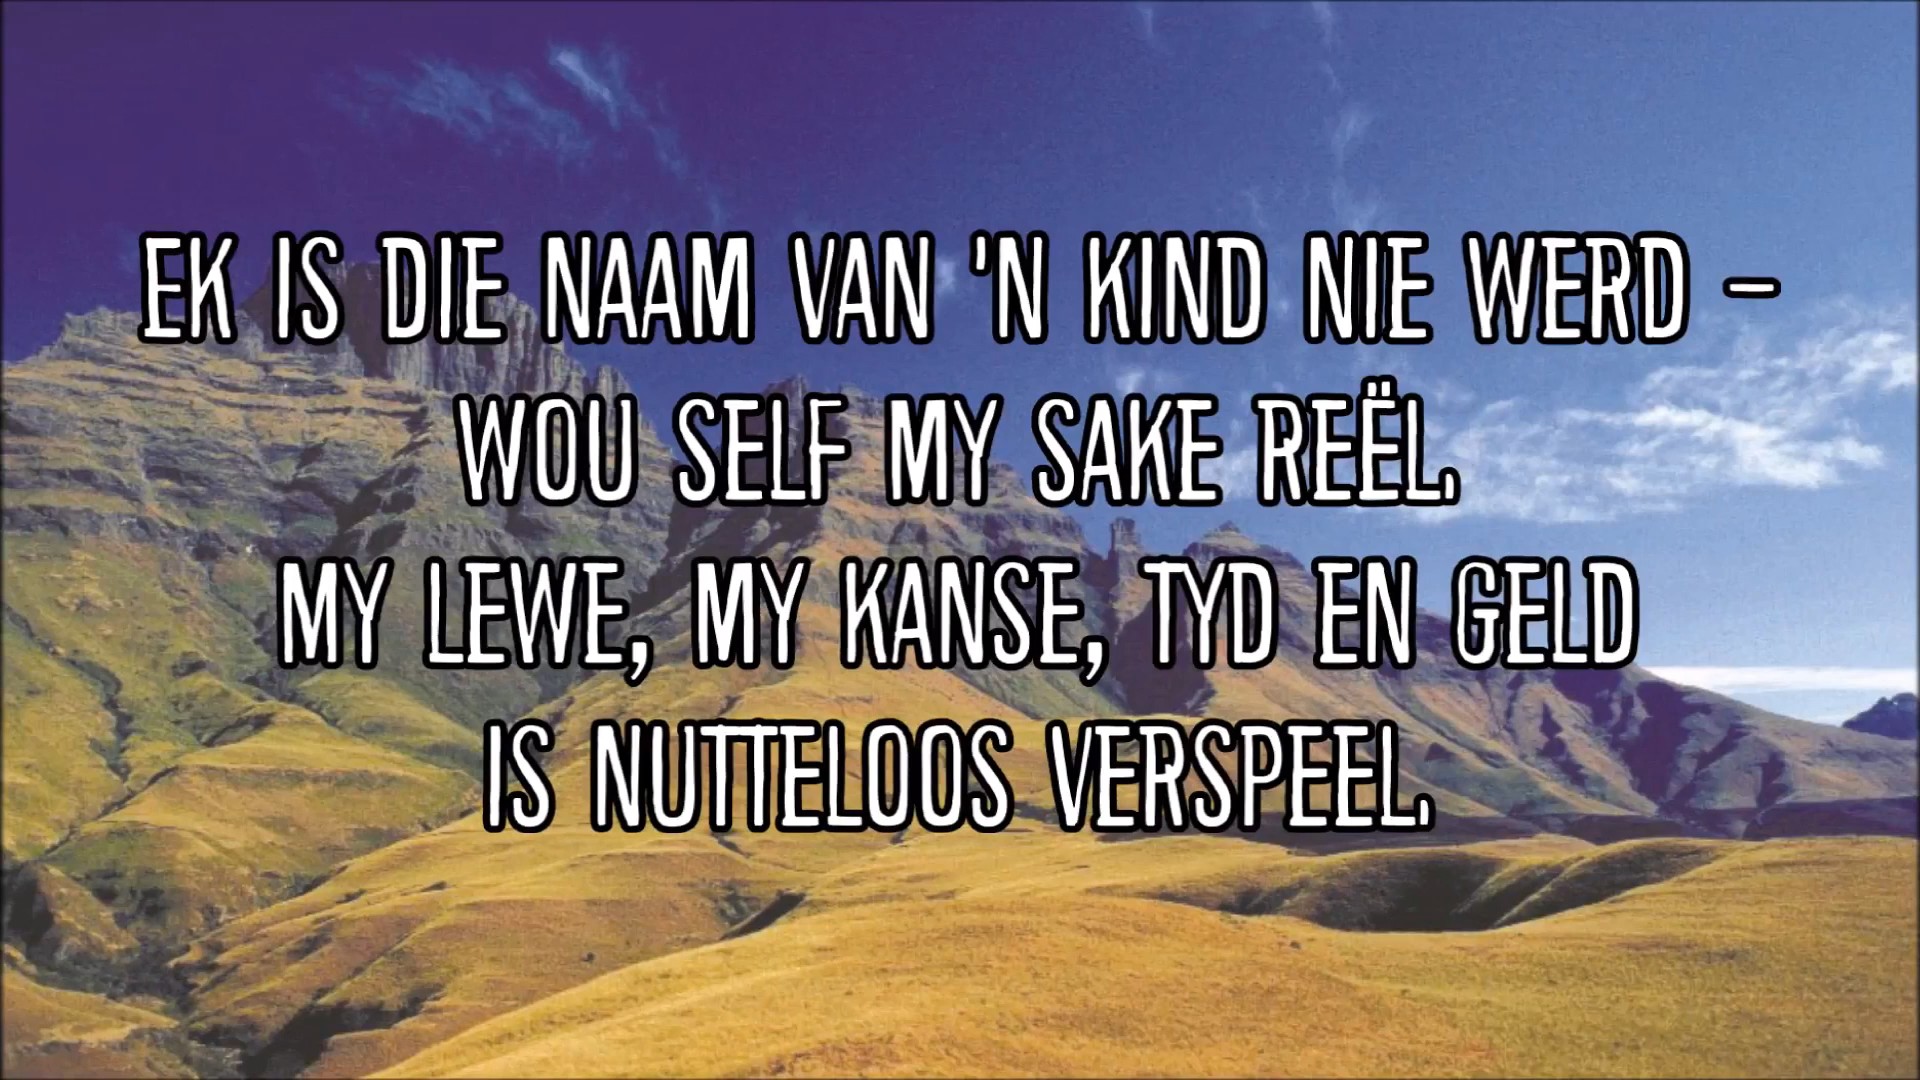 EK IS DIE NAAM VAN 'N KIND NIE WERD –
WOU SELF MY SAKE REËL.
MY LEWE, MY KANSE, TYD EN GELD
IS NUTTELOOS VERSPEEL.